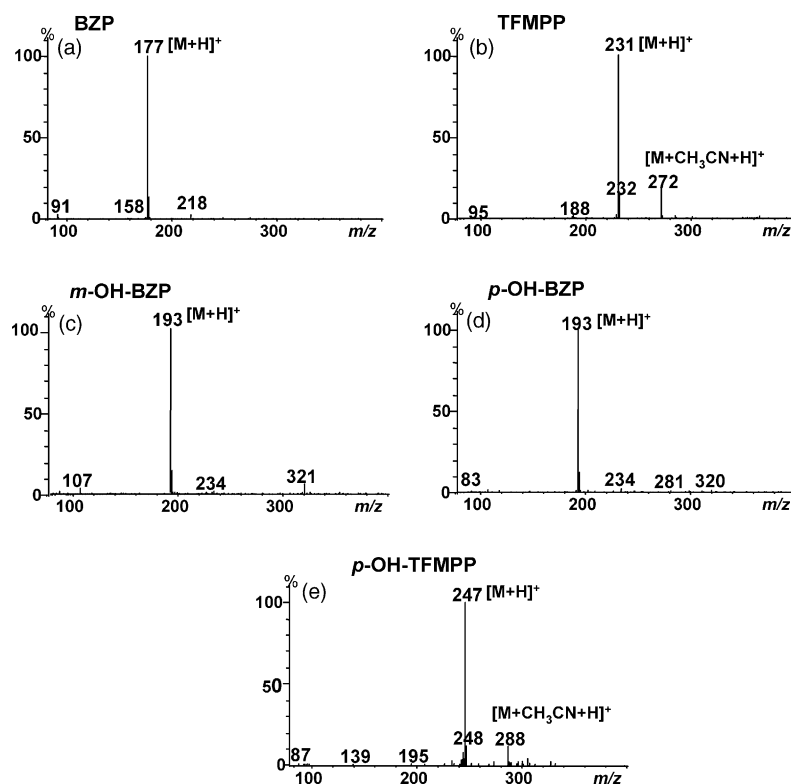 BZP
% (a)
177 [M+H]+
100
50
0
91 158 218
100 200 300 m/z
TFMPP
% (b)
231 [M+H]+
100
50
[M+CH3CN+H]+
0
95 188 232 272
100 200 300 m/z
m-OH-BZP
% (c)
193 [M+H]+
100
50
0
107 234 321
100 200 300 m/z
p-OH-BZP
% (d)
193 [M+H]+
100
50
0
83 234 281 320
100 200 300 m/z
p-OH-TFMPP
% (e)
247 [M+H]+
100
50
[M+CH3CN+H]+
0
87 139 195 248 288
100 200 300 m/z